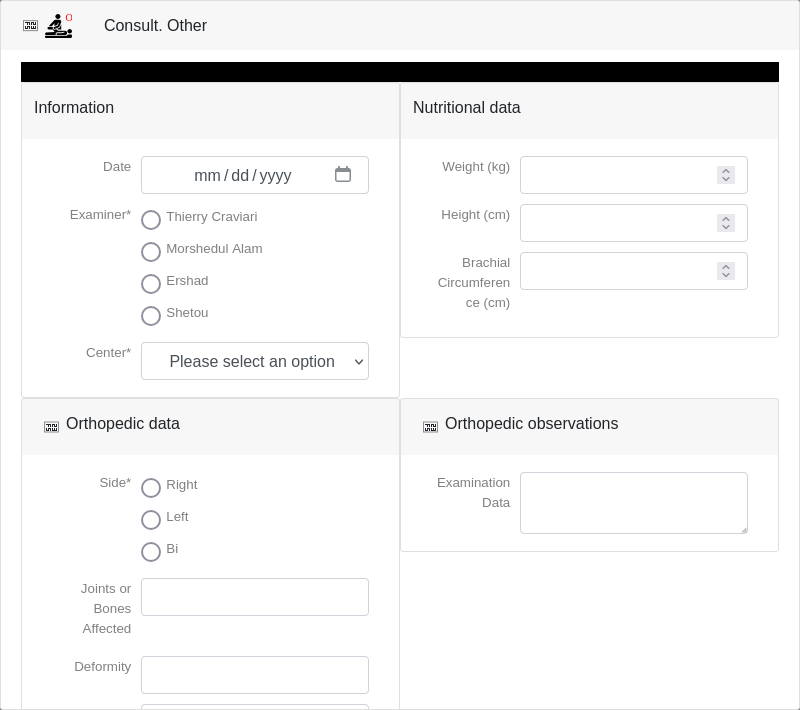 Consult. Other
Information
Date
mm/dd/yyyy
Examiner*
Thierry Craviari
Morshedul Alam
Ershad
Shetou
Center*
Please select an option
Nutritional data
Weight (kg)
Height (cm)
Brachial
Circumferen
ce (cm)
Orthopedic data
Side*
Right
Left
Bi
Joints or
Bones
Affected
Deformity
Orthopedic observations
Examination
Data